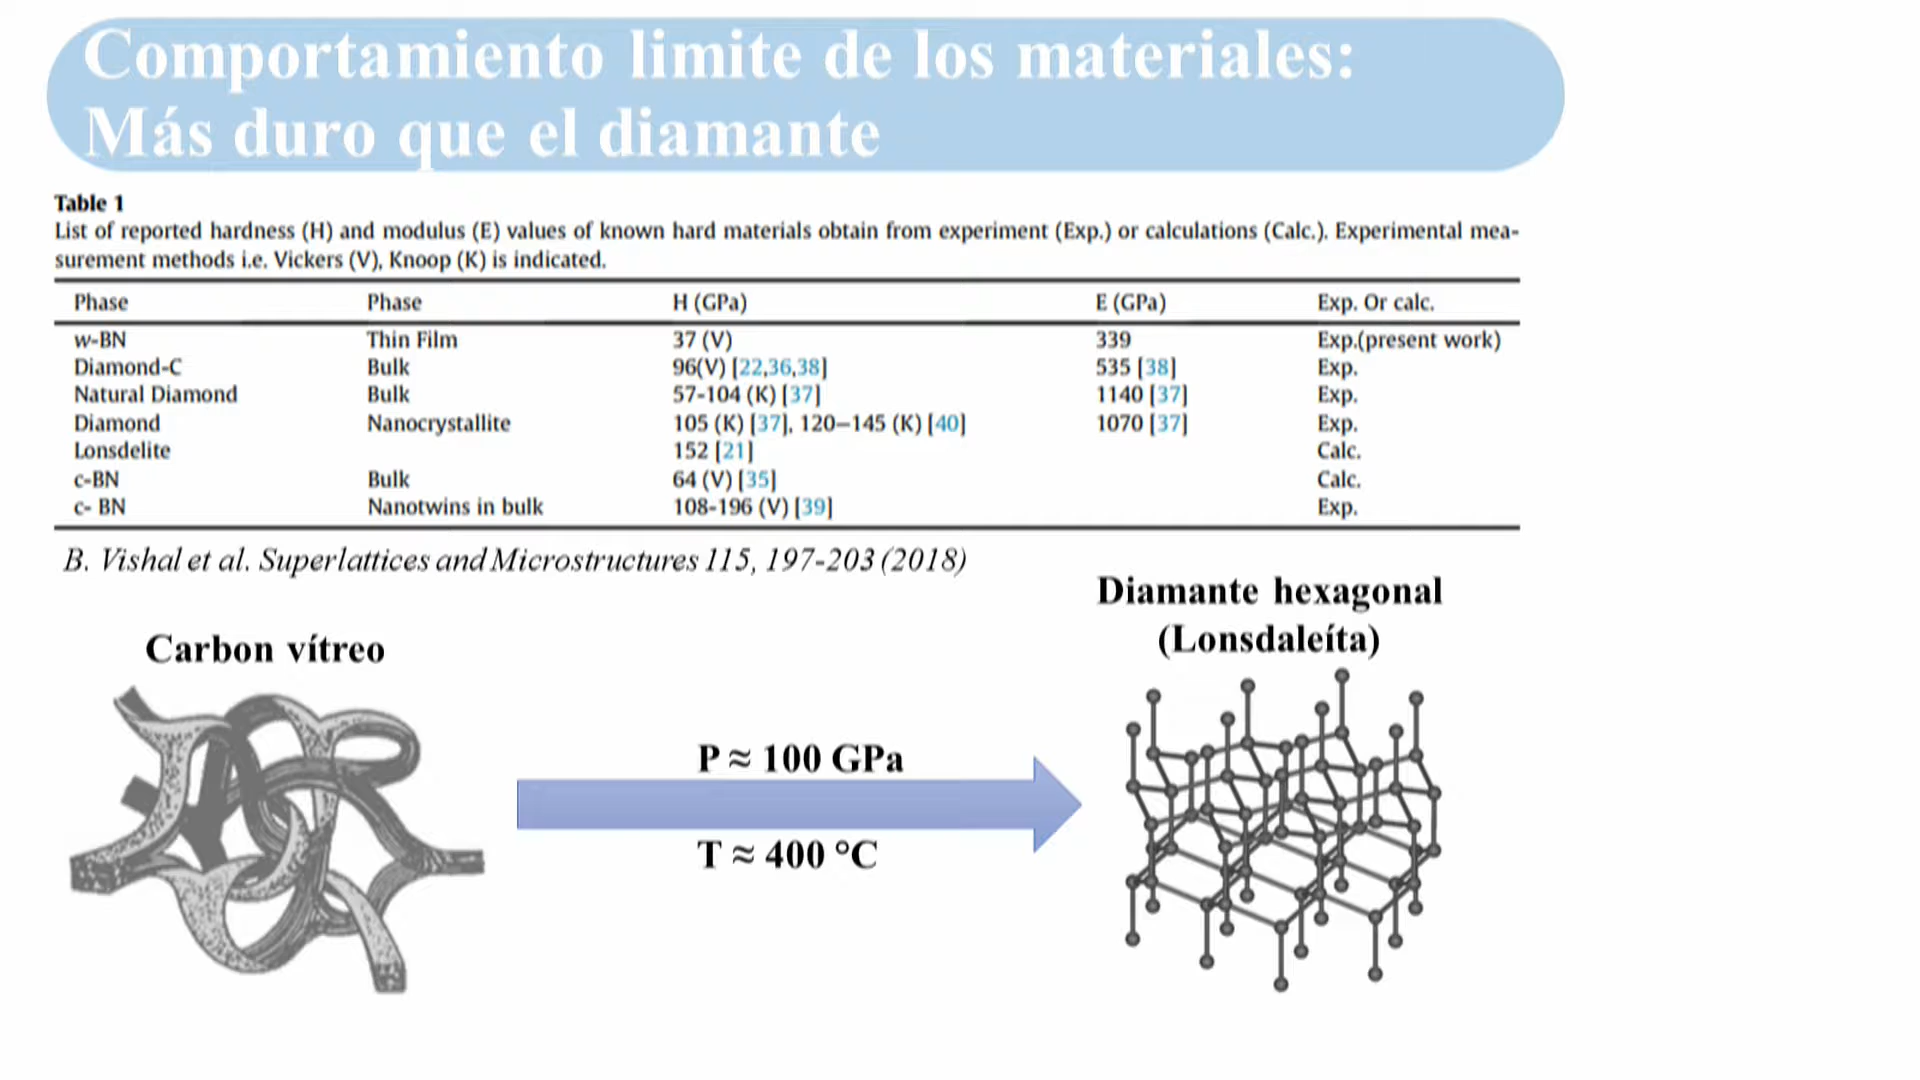 Comportamiento limite de los materiales:
Más duro que el diamante
Table 1
List of reported hardness (H) and modulus (E) values of known hard materials obtain from experiment (Exp.) or calculations (Calc.). Experimental mea-
surement methods i.e. Vickers (V), Knoop (K) is indicated.
Phase Phase H (GPa) E (GPa) Exp. Or calc.
w-BN Thin Film 37 (V) 339 Exp.(present work)
Diamond-C Bulk 96(V) [22,36,38] 535 [38] Exp.
Natural Diamond Bulk 57-104 (K) [37] 1140 [37] Exp.
Diamond Nanocrystallite 105 (K) [37], 120–145 (K) [40] 1070 [37] Exp.
Lonsdelite 152 [21] Calc.
c-BN Bulk 64 (V) [35] Calc.
c- BN Nanotwins in bulk 108-196 (V) [39] Exp.
B. Vishal et al. Superlattices and Microstructures 115, 197-203 (2018)
Diamante hexagonal
(Lonsdaleíta)
Carbon vítreo
P ≈ 100 GPa
T ≈ 400 °C